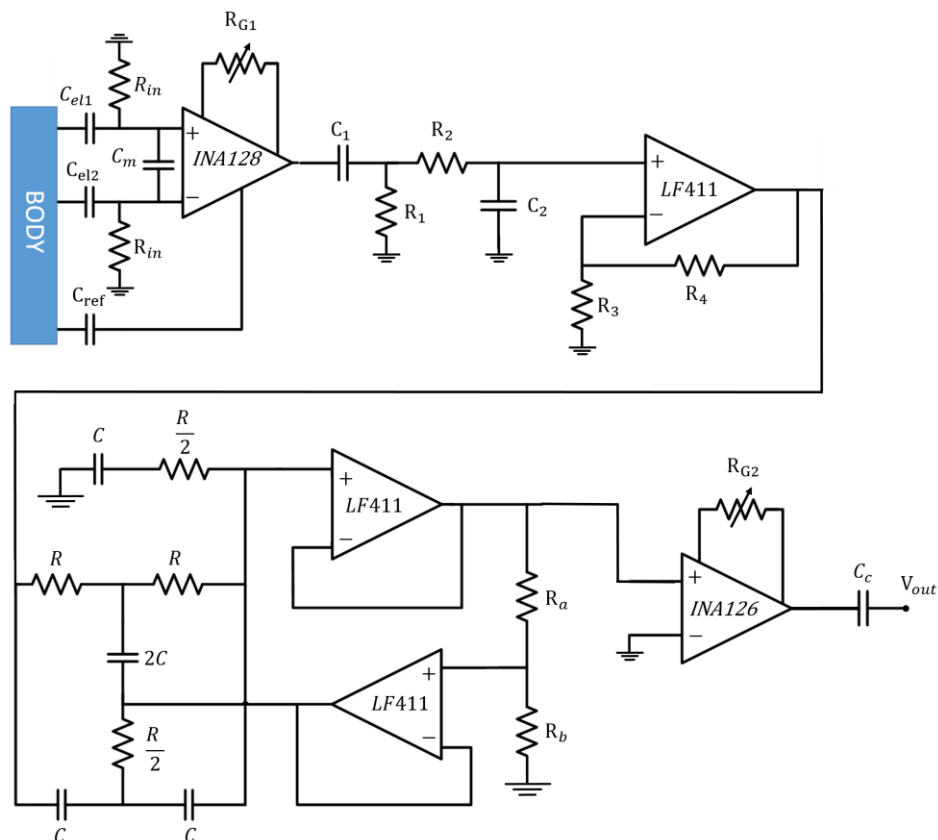 R_G1
R_in
C_el1
BODY
C_m
+
−
INA128
C_1
R_2
+
LF411
−
C_el2
R_1
C_2
R_in
R_4
C_ref
R_3
C
R/2
+
LF411
−
R_G2
R
R
R_a
+
INA126
−
C_c
V_out
2C
+
LF411
−
R_b
R/2
C
C